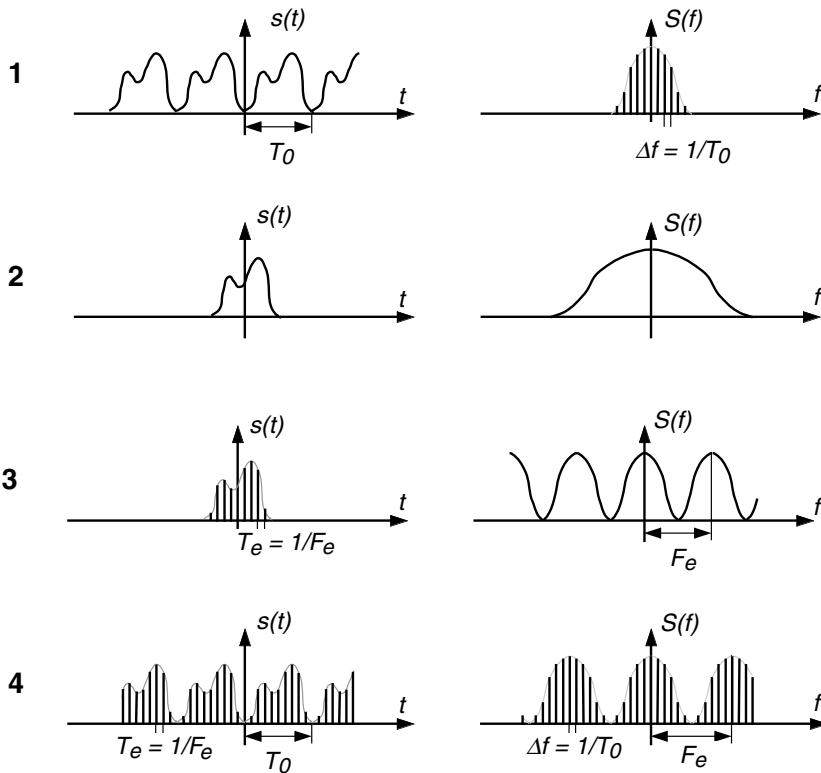 s(t)
S(f)
1
t
f
T0
Δf = 1/T0
s(t)
S(f)
2
t
f
s(t)
S(f)
3
t
f
Te = 1/Fe
Fe
s(t)
S(f)
4
t
f
Te = 1/Fe
T0
Δf = 1/T0
Fe